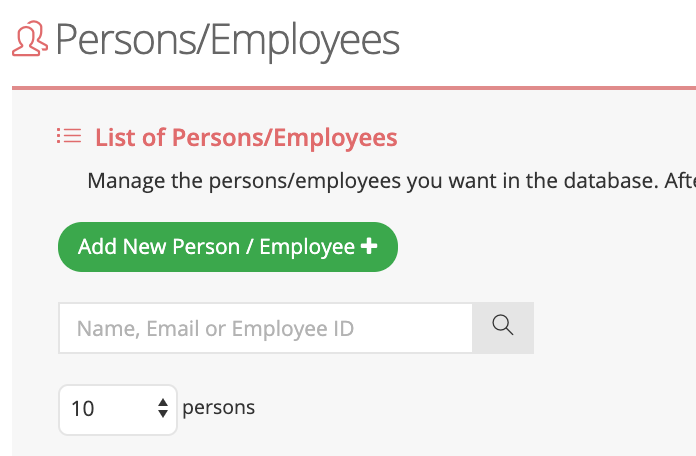 Persons/Employees
List of Persons/Employees
Manage the persons/employees you want in the database.
Add New Person / Employee +
Name, Email or Employee ID
10 persons